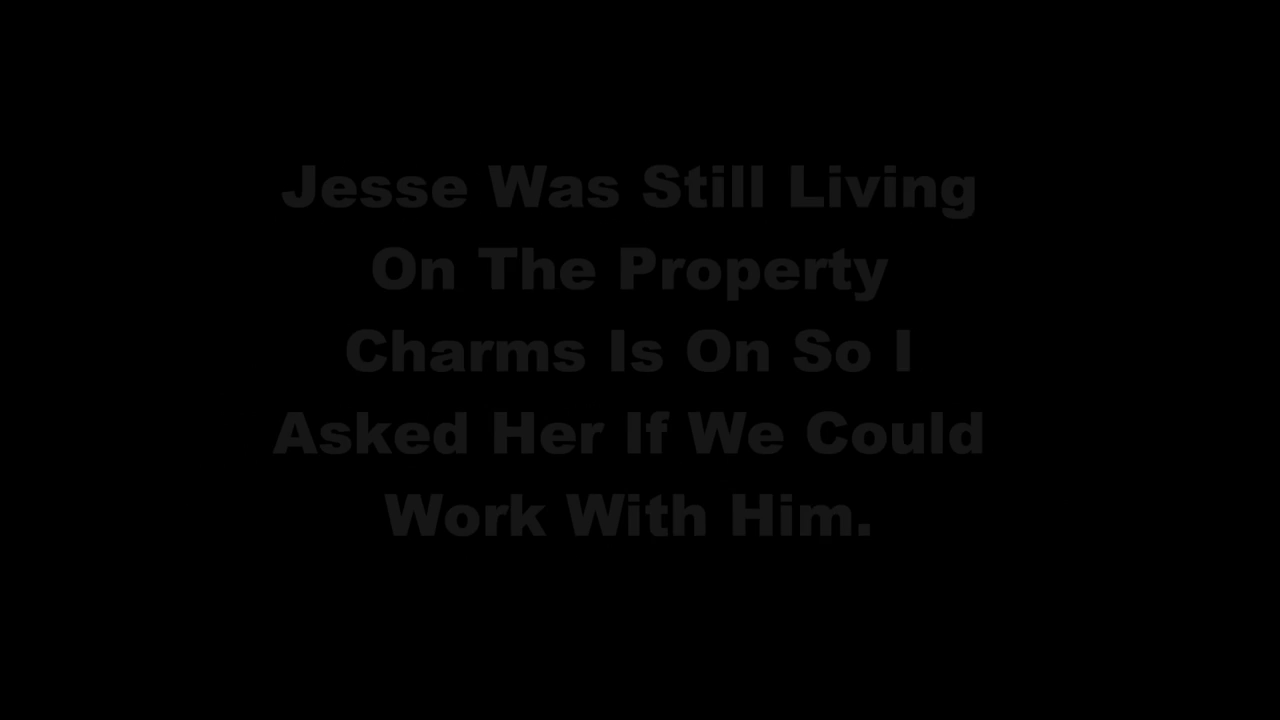 Jesse Was Still Living
On The Property
Charms Is On So I
Asked Her If We Could
Work With Him.